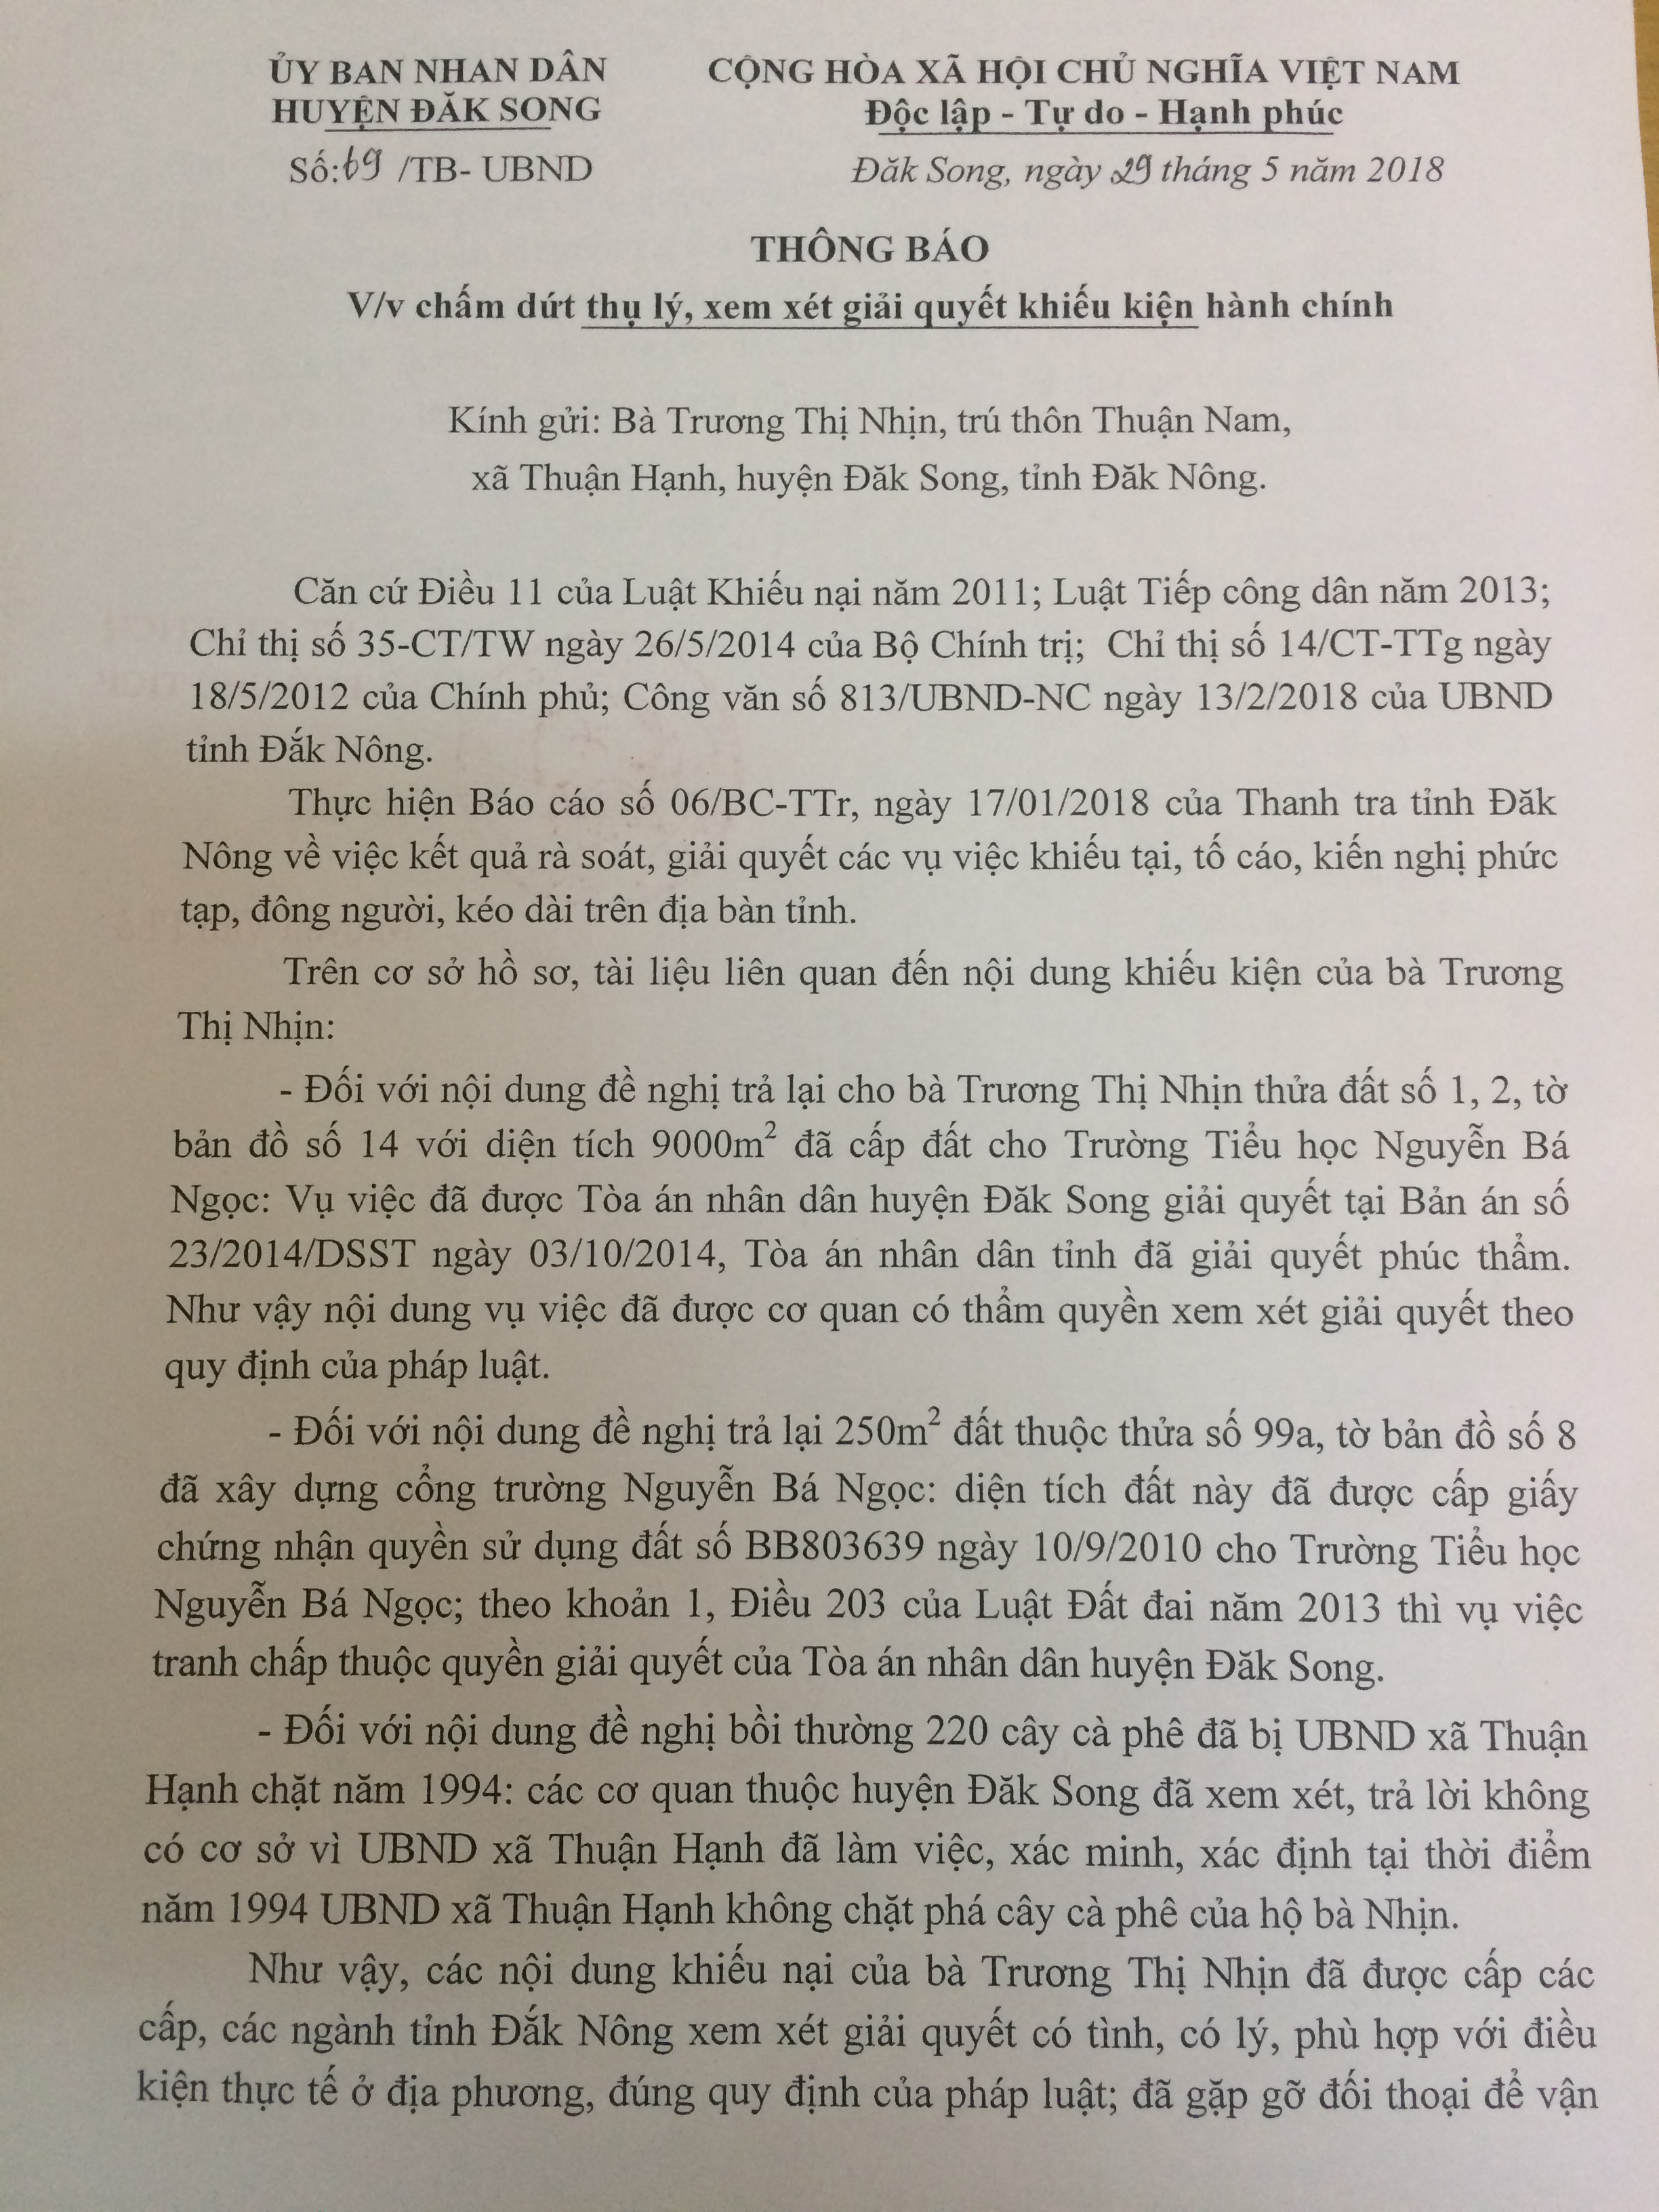 ỦY BAN NHAN DÂN
HUYỆN ĐĂK SONG
Số:69 /TB- UBND
CỘNG HÒA XÃ HỘI CHỦ NGHĨA VIỆT NAM
Độc lập - Tự do - Hạnh phúc
Đăk Song, ngày 29 tháng 5 năm 2018
THÔNG BÁO
V/v chấm dứt thụ lý, xem xét giải quyết khiếu kiện hành chính
Kính gửi: Bà Trương Thị Nhịn, trú thôn Thuận Nam,
xã Thuận Hạnh, huyện Đăk Song, tỉnh Đăk Nông.
Căn cứ Điều 11 của Luật Khiếu nại năm 2011; Luật Tiếp công dân năm 2013;
Chỉ thị số 35-CT/TW ngày 26/5/2014 của Bộ Chính trị; Chỉ thị số 14/CT-TTg ngày
18/5/2012 của Chính phủ; Công văn số 813/UBND-NC ngày 13/2/2018 của UBND
tỉnh Đắk Nông.
Thực hiện Báo cáo số 06/BC-TTr, ngày 17/01/2018 của Thanh tra tỉnh Đăk
Nông về việc kết quả rà soát, giải quyết các vụ việc khiếu tại, tố cáo, kiến nghị phức
tạp, đông người, kéo dài trên địa bàn tỉnh.
Trên cơ sở hồ sơ, tài liệu liên quan đến nội dung khiếu kiện của bà Trương
Thị Nhịn:
- Đối với nội dung đề nghị trả lại cho bà Trương Thị Nhịn thửa đất số 1, 2, tờ
bản đồ số 14 với diện tích 9000m² đã cấp đất cho Trường Tiểu học Nguyễn Bá
Ngọc: Vụ việc đã được Tòa án nhân dân huyện Đăk Song giải quyết tại Bản án số
23/2014/DSST ngày 03/10/2014, Tòa án nhân dân tỉnh đã giải quyết phúc thẩm.
Như vậy nội dung vụ việc đã được cơ quan có thẩm quyền xem xét giải quyết theo
quy định của pháp luật.
- Đối với nội dung đề nghị trả lại 250m² đất thuộc thửa số 99a, tờ bản đồ số 8
đã xây dựng cổng trường Nguyễn Bá Ngọc: diện tích đất này đã được cấp giấy
chứng nhận quyền sử dụng đất số BB803639 ngày 10/9/2010 cho Trường Tiểu học
Nguyễn Bá Ngọc; theo khoản 1, Điều 203 của Luật Đất đai năm 2013 thì vụ việc
tranh chấp thuộc quyền giải quyết của Tòa án nhân dân huyện Đăk Song.
- Đối với nội dung đề nghị bồi thường 220 cây cà phê đã bị UBND xã Thuận
Hạnh chặt năm 1994: các cơ quan thuộc huyện Đăk Song đã xem xét, trả lời không
có cơ sở vì UBND xã Thuận Hạnh đã làm việc, xác minh, xác định tại thời điểm
năm 1994 UBND xã Thuận Hạnh không chặt phá cây cà phê của hộ bà Nhịn.
Như vậy, các nội dung khiếu nại của bà Trương Thị Nhịn đã được cấp các
cấp, các ngành tỉnh Đắk Nông xem xét giải quyết có tình, có lý, phù hợp với điều
kiện thực tế ở địa phương, đúng quy định của pháp luật; đã gặp gỡ đối thoại để vận